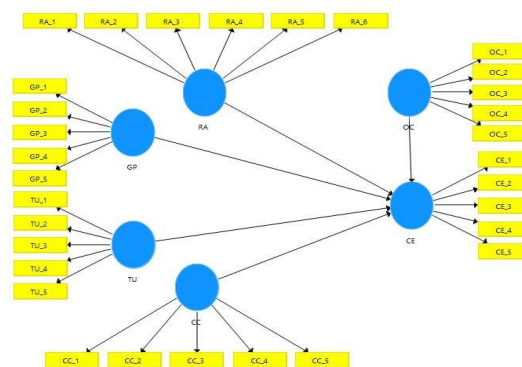 RA_1 RA_2 RA_3 RA_4 RA_5 RA_6
RA
OC_1
OC_2
OC_3
OC_4
OC_5
OC
GP_1
GP_2
GP_3
GP_4
GP_5
GP
CE_1
CE_2
CE_3
CE_4
CE_5
CE
TU_1
TU_2
TU_3
TU_4
TU_5
TU
CC
CC_1 CC_2 CC_3 CC_4 CC_5